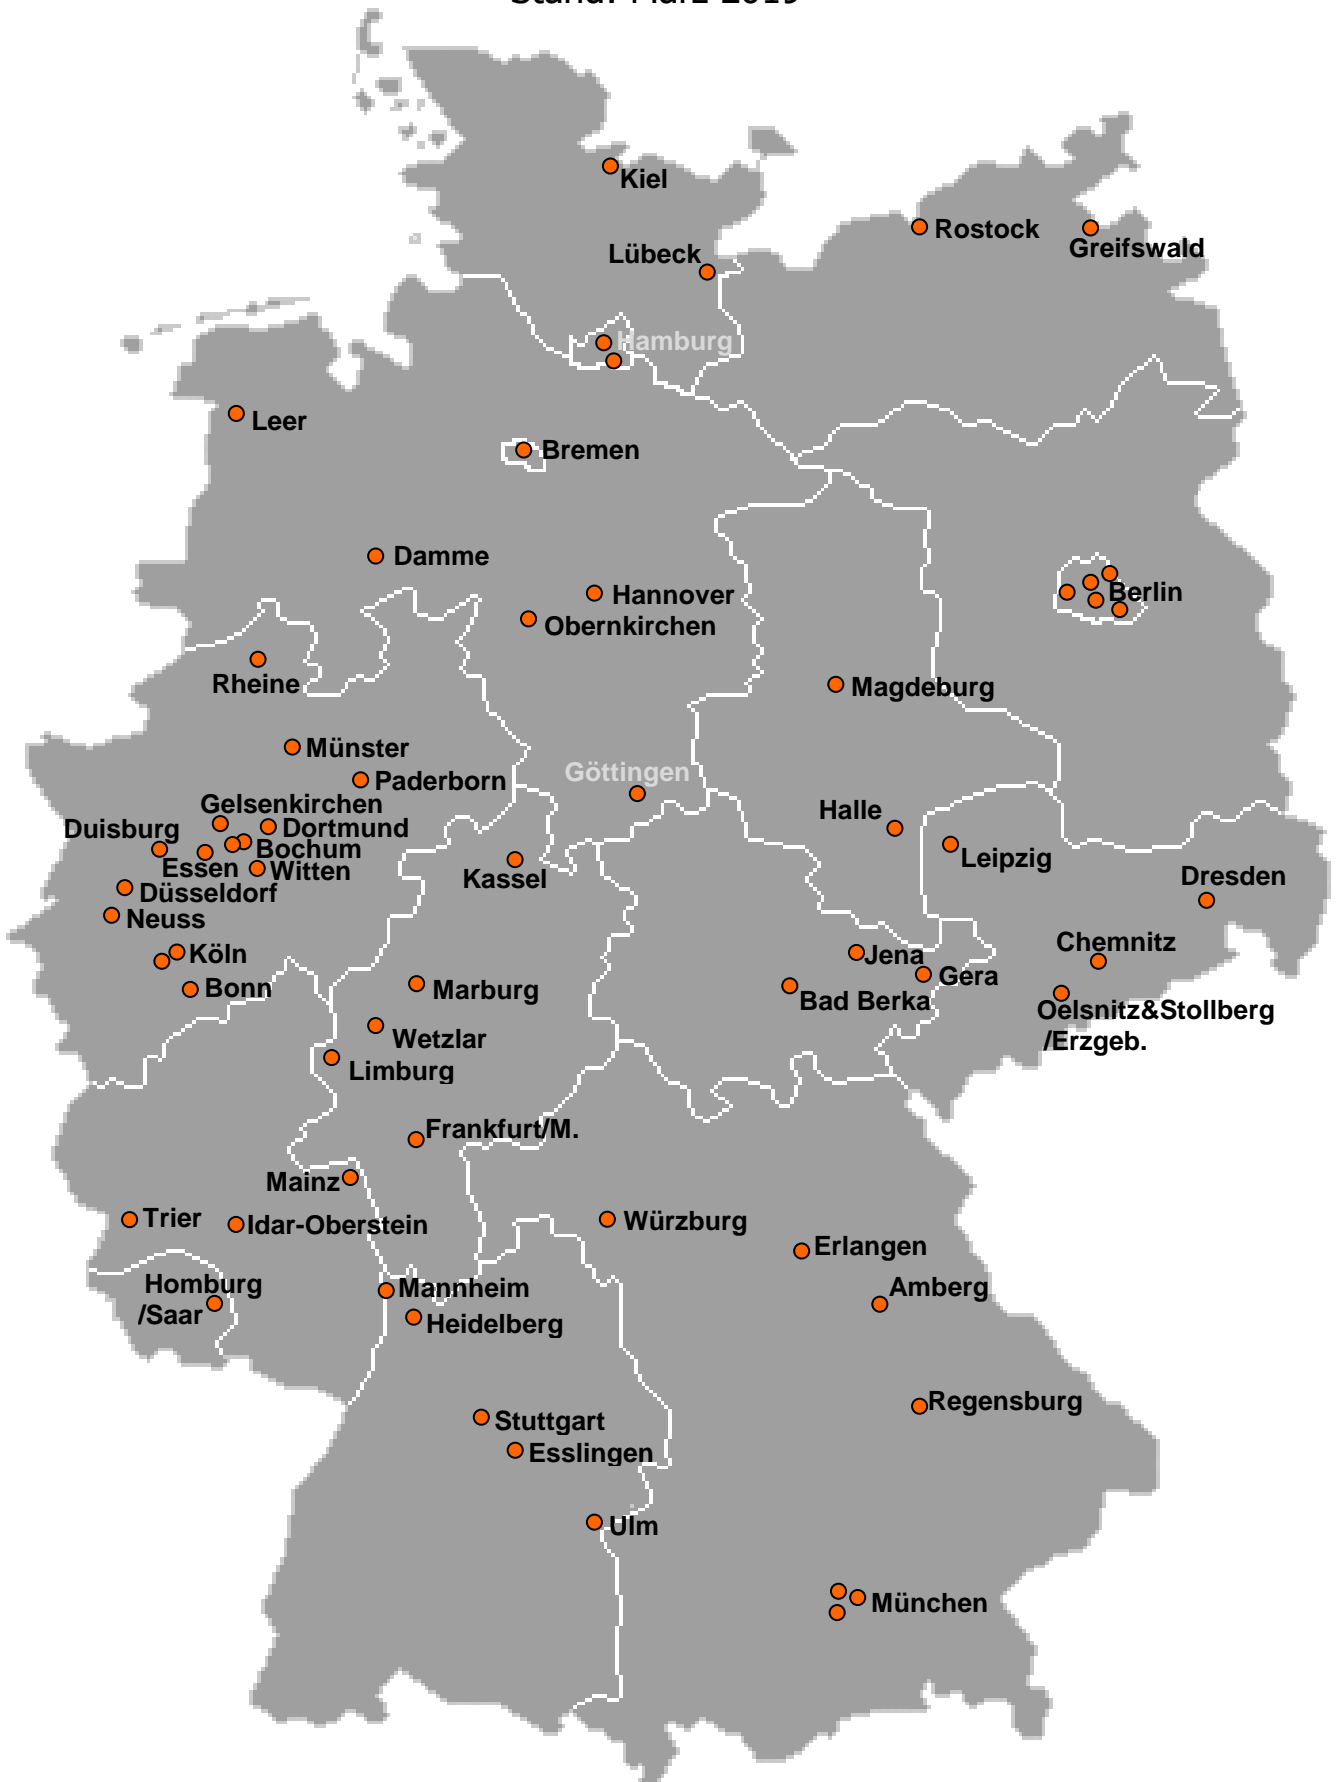 Stand: März 2019
Kiel
Rostock
Greifswald
Lübeck
Hamburg
Leer
Bremen
Damme
Hannover
Berlin
Obernkirchen
Rheine
Magdeburg
Münster
Göttingen
Paderborn
Gelsenkirchen
Halle
Duisburg
Dortmund
Bochum
Leipzig
Essen
Witten
Kassel
Dresden
Düsseldorf
Neuss
Chemnitz
Köln
Jena
Gera
Bonn
Marburg
Bad Berka
Oelsnitz&Stollberg
/Erzgeb.
Wetzlar
Limburg
Frankfurt/M.
Mainz
Trier
Idar-Oberstein
Würzburg
Erlangen
Homburg
/Saar
Mannheim
Amberg
Heidelberg
Regensburg
Stuttgart
Esslingen
Ulm
München